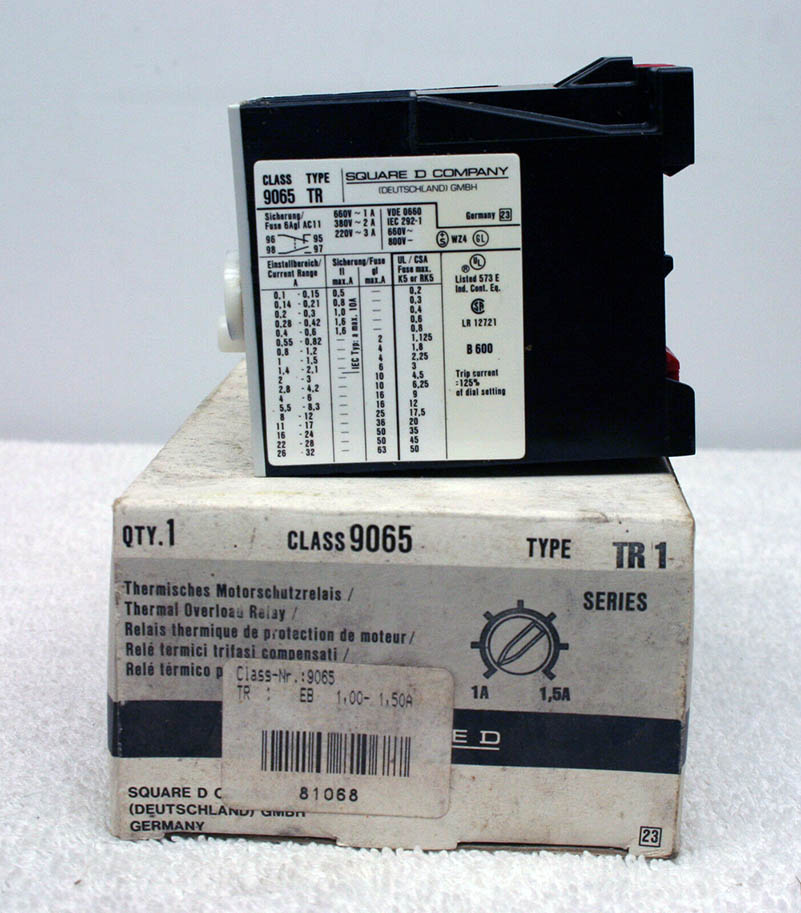 CLASS TYPE
9065 TR
SQUARE D COMPANY
(DEUTSCHLAND) GMBH
Sicherung/
Fuse 6Agl AC11
660V ~ 1 A
380V ~ 2 A
220V ~ 3 A
VDE 0660
IEC 292-1
660V~
800V-
Germany 23
96 95
98 97
WZ4 GL
Einstellbereich/
Current Range
A
Sicherung/Fuse
fl gl
max.A max.A
UL / CSA
Fuse max.
K5 or RK5
0,1 - 0,15 0,5 — 0,2
0,14 - 0,21 0,8 — 0,3
0,2 - 0,3 1,0 — 0,4
0,28 - 0,42 1,6 — 0,6
0,4 - 0,6 1,6 — 0,8
0,55 - 0,82 — 2 1,125
0,8 - 1,2 — 4 1,8
1 - 1,5 — 4 2,25
1,4 - 2,1 — 6 3
2 - 3 — 10 4,5
2,8 - 4,2 — 10 6,25
4 - 6 — 16 9
5,5 - 8,3 — 16 12
8 - 12 — 25 17,5
11 - 17 — 36 20
16 - 24 — 50 35
22 - 28 — 50 45
26 - 32 — 63 50
IEC Typ: a max. 10A
UL
Listed 573 E
Ind. Cont. Eq.
LR 12721
B 600
Trip current
:125%
of dial setting
QTY.1 CLASS 9065 TYPE TR 1
Thermisches Motorschutzrelais /
Thermal Overload Relay /
Relais thermique de protection de moteur/
Relé termici trifasi compensati /
Relé térmico p
SERIES
1A 1,5A
Class-Nr.:9065
TR : EB 1,00- 1,50A
81068
E D
SQUARE D C
(DEUTSCHLAND) GMBH
GERMANY
23